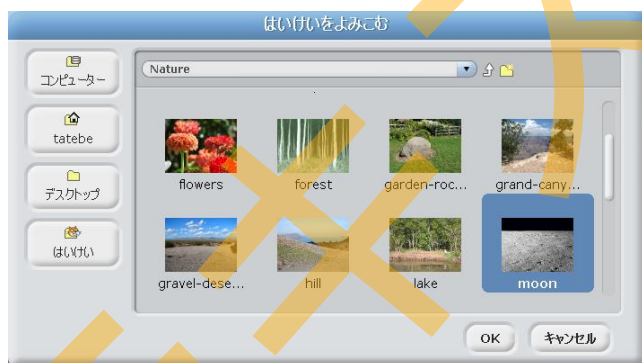 はいけいをよみこむ
コンピューター
Nature
tatebe
flowers
forest
garden-roc...
grand-cany...
デスクトップ
はいけい
gravel-dese...
hill
lake
moon
OK
キャンセル